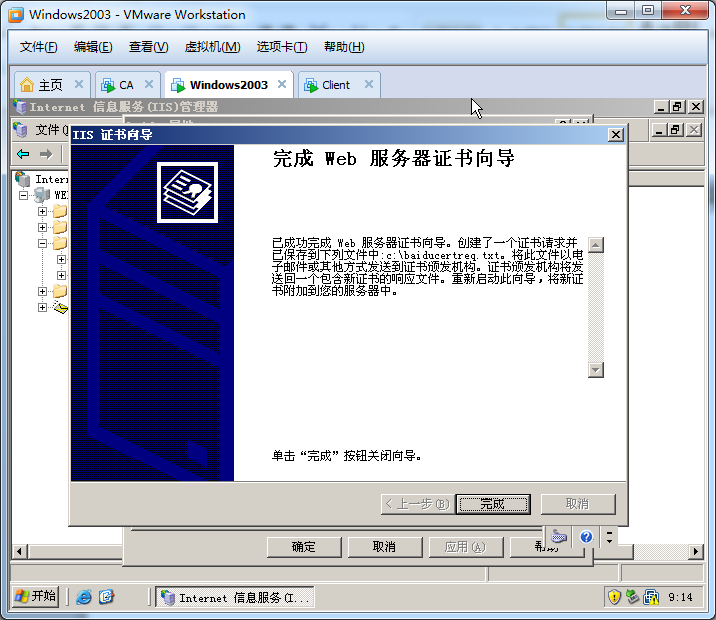 Windows2003 - VMware Workstation
文件(F) 编辑(E) 查看(V) 虚拟机(M) 选项卡(T) 帮助(H)
主页 CA Windows2003 Client
Internet 信息服务(IIS)管理器
文件(
IIS 证书向导
完成 Web 服务器证书向导
已成功完成 Web 服务器证书向导。创建了一个证书请求并
已保存到下列文件中:c:\baiducertreq.txt。将此文件以电
子邮件或其他方式发送到证书颁发机构。证书颁发机构将发
送回一个包含新证书的响应文件。重新启动此向导，将新证
书附加到您的服务器中。
单击“完成”按钮关闭向导。
< 上一步(B) 完成 取消
确定 取消 应用(A) 帮助
开始 Internet 信息服务(I... 9:14